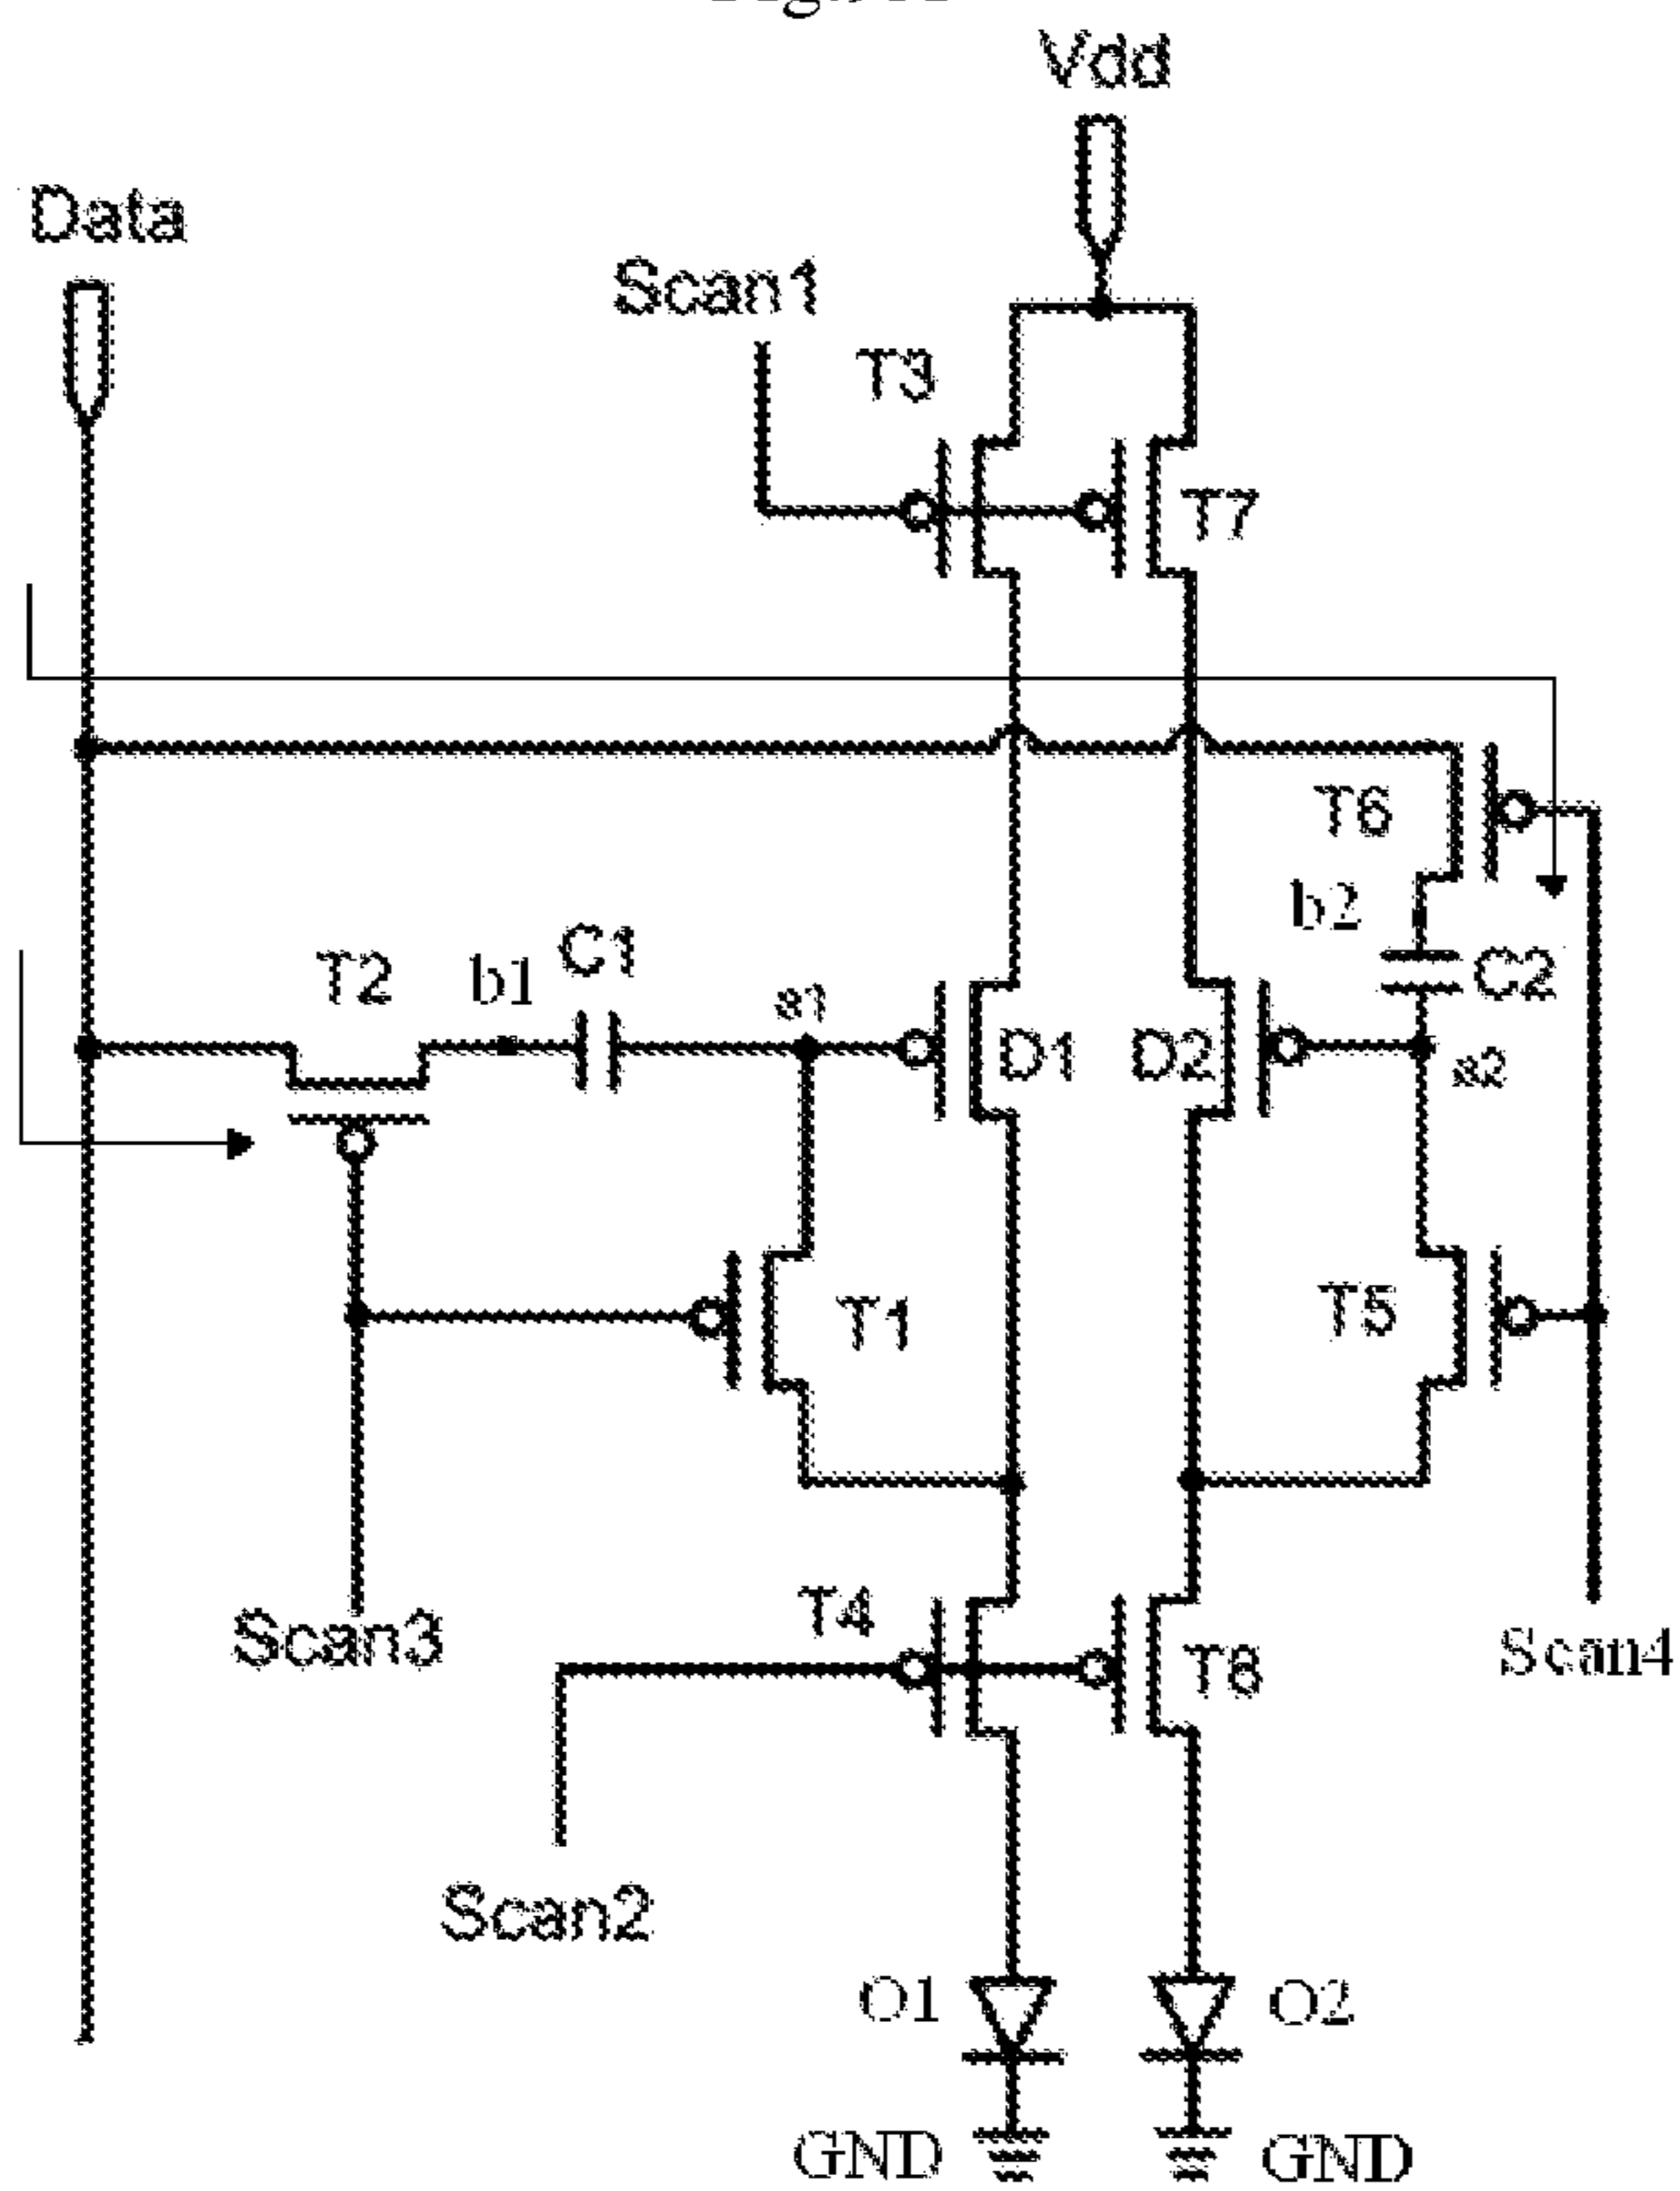 Vdd
Data
Scan1
T3
T7
T6
b2
T2
b1
C1
a1
C2
D1
D2
a2
T1
T5
T4
T8
Scan3
Scan4
Scan2
O1
O2
GND
GND